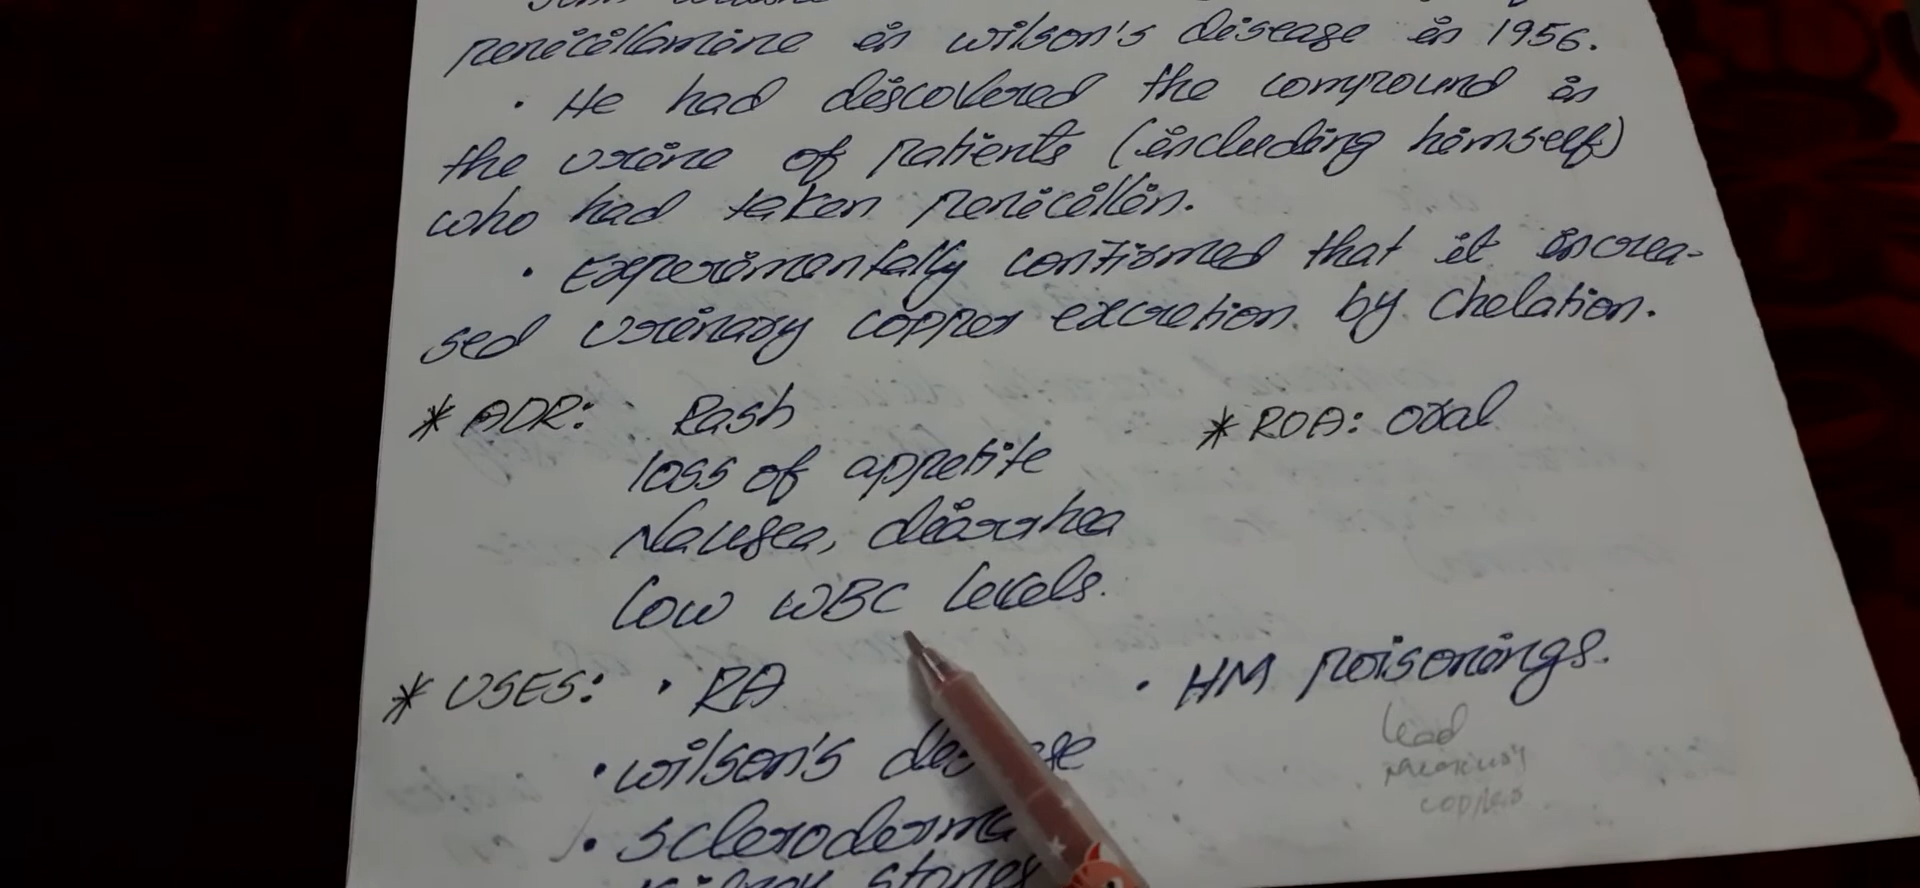 penicillamine in wilson's disease in 1956.
• He had discovered the compound in
the urine of patients (including himself)
who had taken penicillin.
• Experimentally confirmed that it increa-
sed urinary copper excretion by chelation.
* ADR: Rash
loss of appetite
Nausea, diarrhea
Low WBC levels.
* ROA: oral
* USES: • RA
• wilson's disease
• scleroderma
stones
• HM poisonings.
lead
mercury
copper